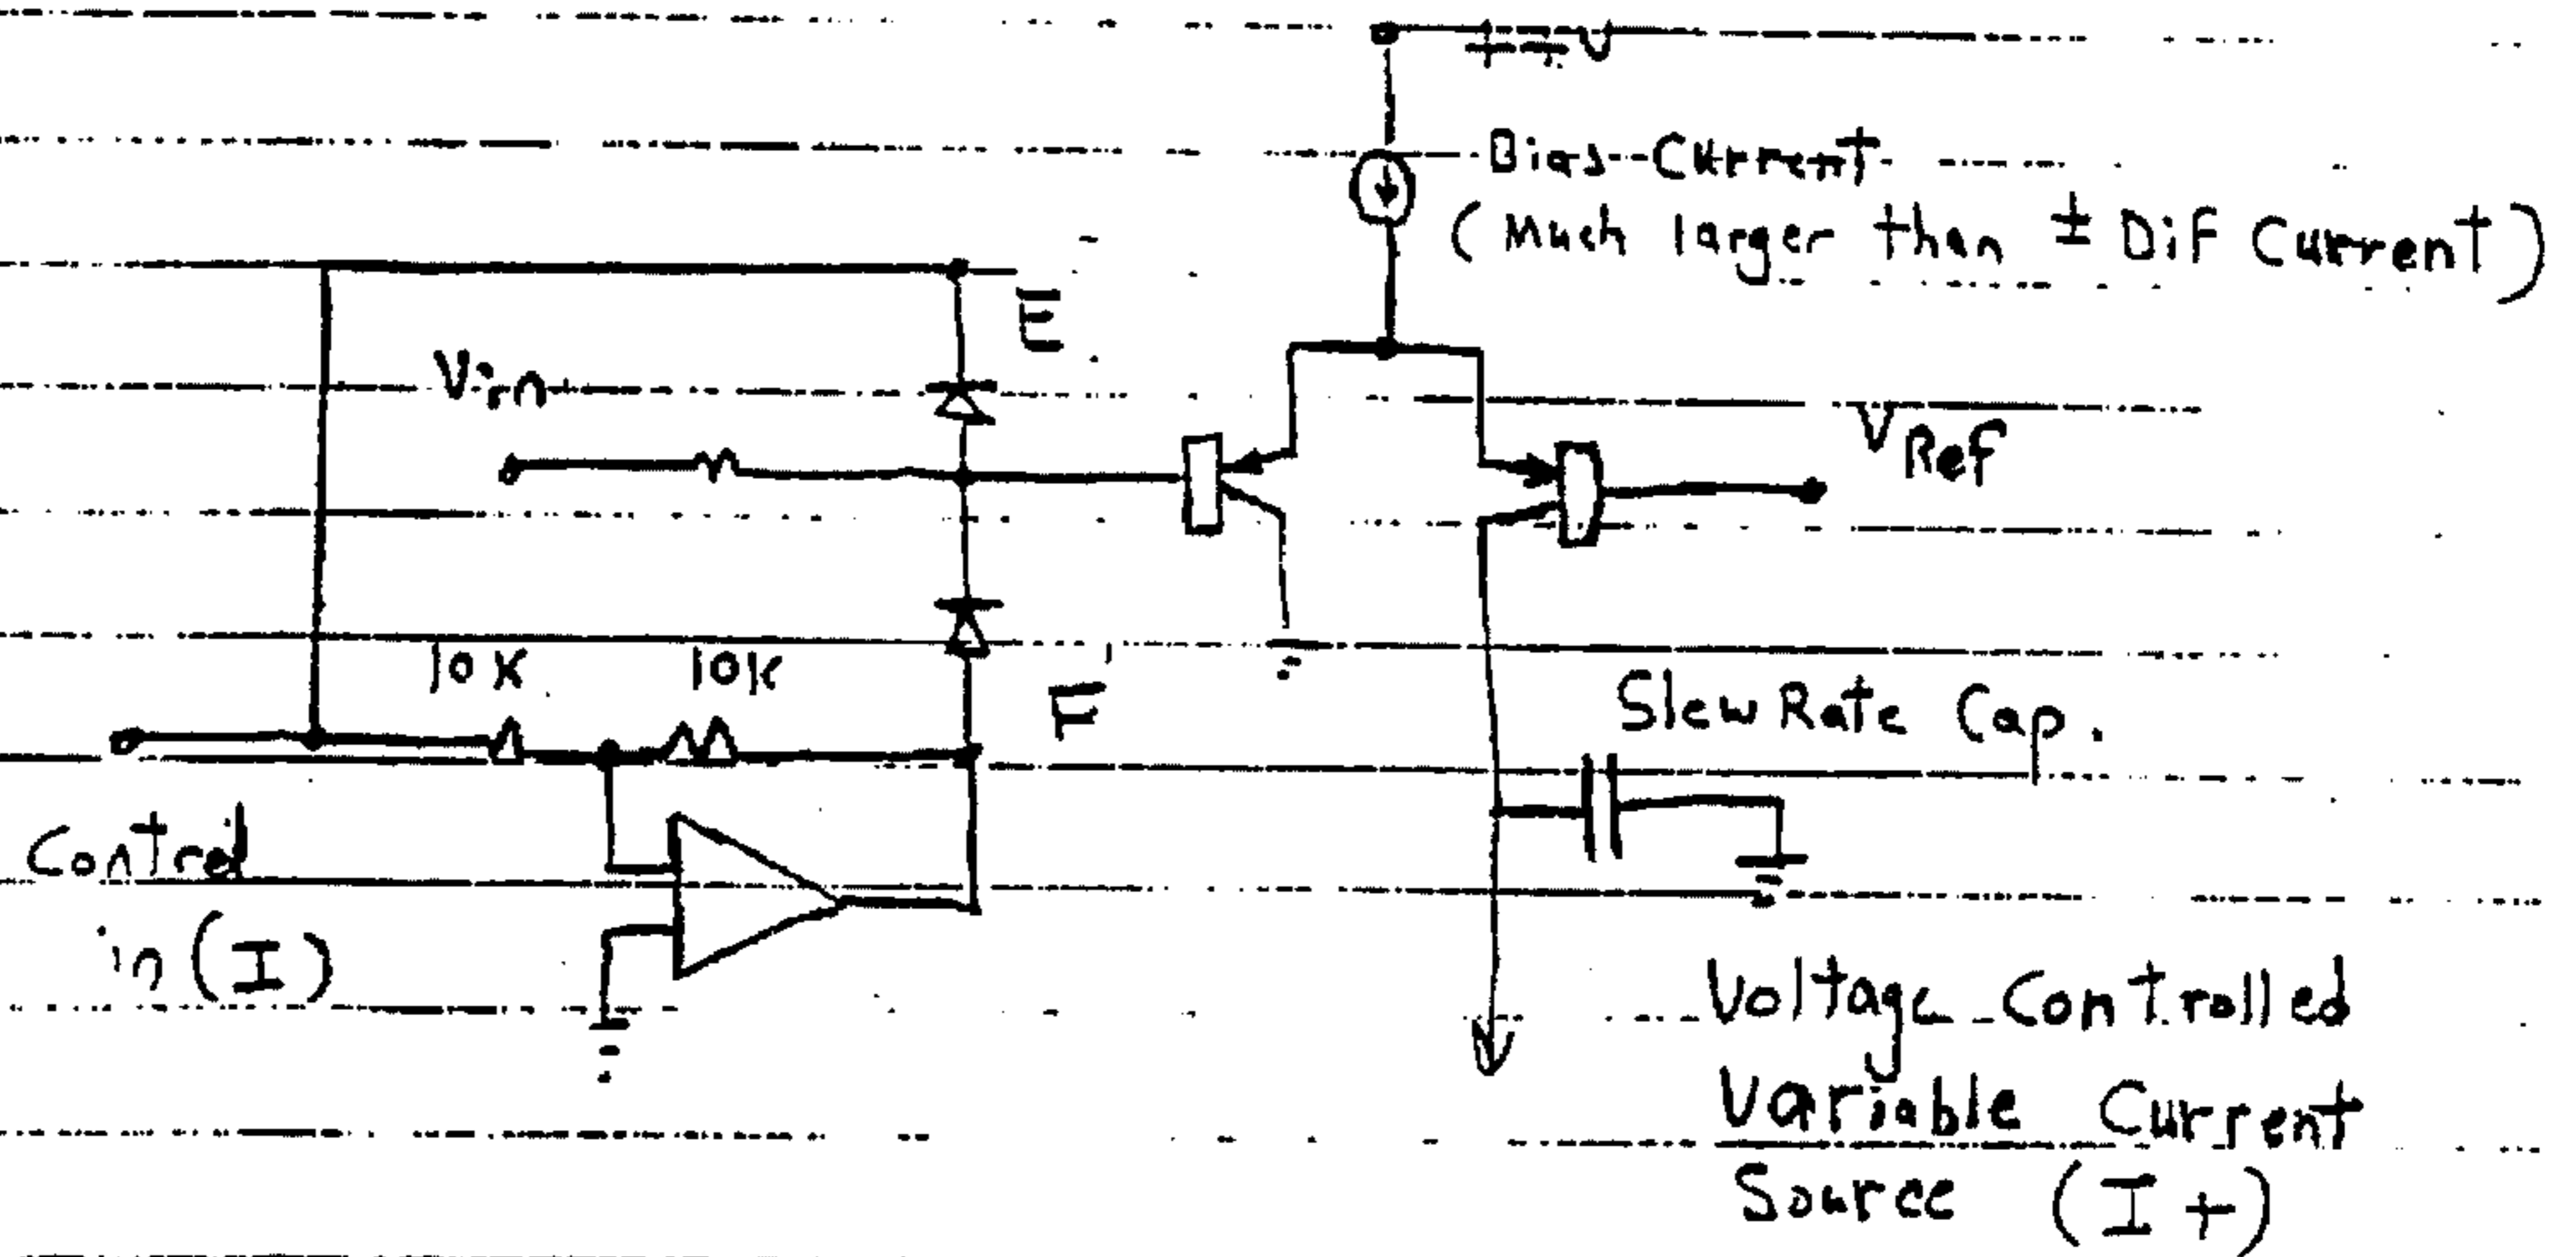 +V
Bias Current
(Much larger than ± Dif Current)
E
Vin
VRef
10K 10K
E'
Slew Rate Cap.
Control
in (I)
Voltage Controlled
Variable Current
Source (I+)